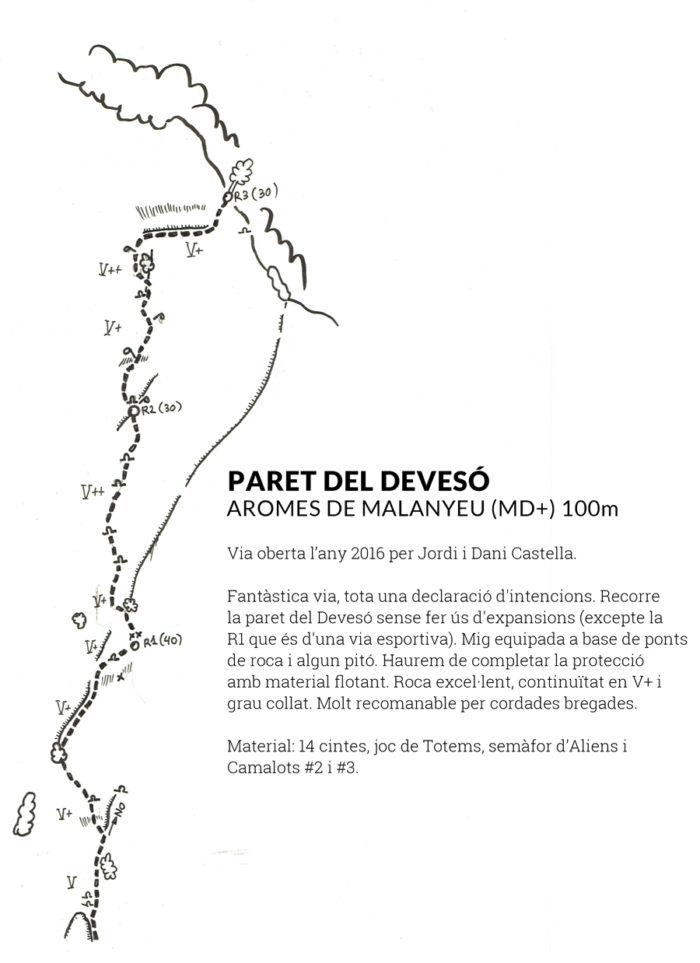 R3 (30)
V+
V++
V+
R2 (30)
V++
V+
R1 (40)
V+
V+
V+
NO
V
PARET DEL DEVESÓ
AROMES DE MALANYEU (MD+) 100m
Via oberta l'any 2016 per Jordi i Dani Castella.
Fantàstica via, tota una declaració d'intencions. Recorre
la paret del Devesó sense fer ús d'expansions (excepte la
R1 que és d'una via esportiva). Mig equipada a base de ponts
de roca i algun pitó. Haurem de completar la protecció
amb material flotant. Roca excel·lent, continuïtat en V+ i
grau collat. Molt recomanable per cordades bregades.
Material: 14 cintes, joc de Totems, semàfor d'Aliens i
Camalots #2 i #3.